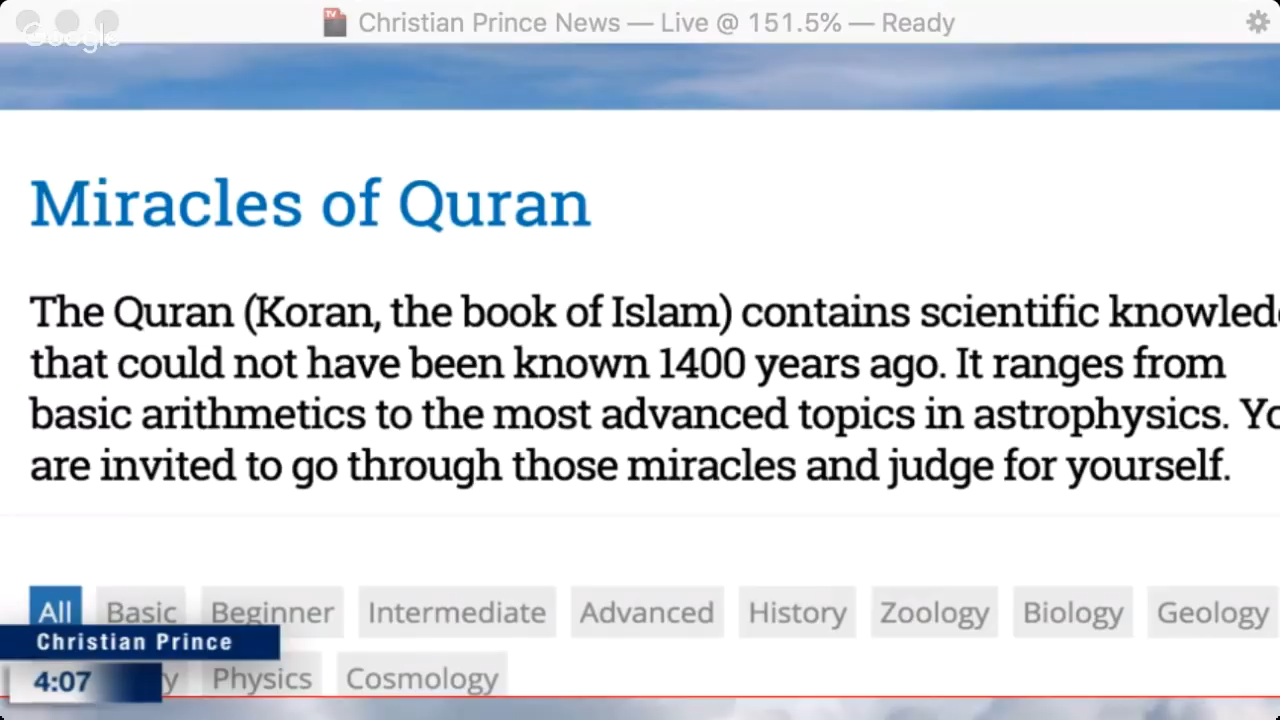 Christian Prince News — Live @ 151.5% — Ready
Google
Miracles of Quran
The Quran (Koran, the book of Islam) contains scientific knowled
that could not have been known 1400 years ago. It ranges from
basic arithmetics to the most advanced topics in astrophysics. Yo
are invited to go through those miracles and judge for yourself.
All Basic Beginner Intermediate Advanced History Zoology Biology Geology
Christian Prince
4:07 y Physics Cosmology